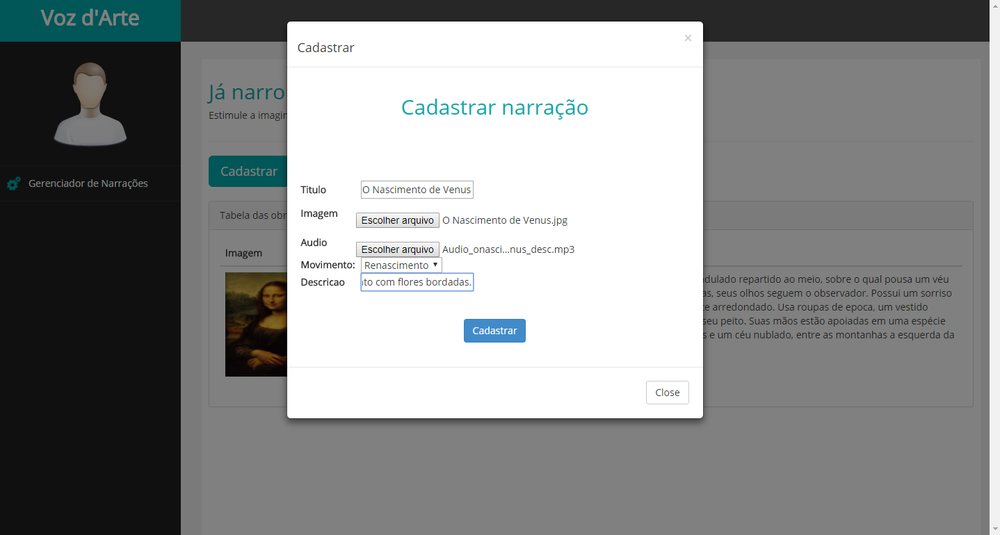 Voz d'Arte
Gerenciador de Narrações
Já narro
Estimule a imagin
Cadastrar
Tabela das obr
Imagem
dulado repartido ao meio, sobre o qual pousa um véu
as, seus olhos seguem o observador. Possui um sorriso
te arredondado. Usa roupas de epoca, um vestido
seu peito. Suas mãos estão apoiadas em uma espécie
s e um céu nublado, entre as montanhas a esquerda da
Cadastrar
×
Cadastrar narração
Titulo O Nascimento de Venus
Imagem Escolher arquivo O Nascimento de Venus.jpg
Audio Escolher arquivo Audio_onasci...nus_desc.mp3
Movimento: Renascimento
Descricao nto com flores bordadas.
Cadastrar
Close